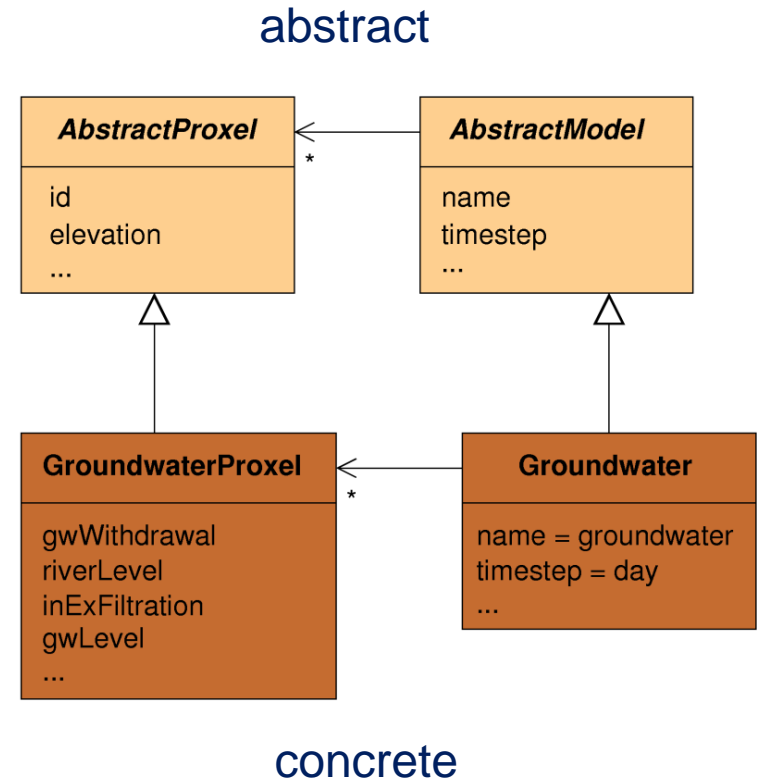 abstract
AbstractProxel
*
id
elevation
...
AbstractModel
name
timestep
...
GroundwaterProxel
*
gwWithdrawal
riverLevel
inExFiltration
gwLevel
...
Groundwater
name = groundwater
timestep = day
...
concrete